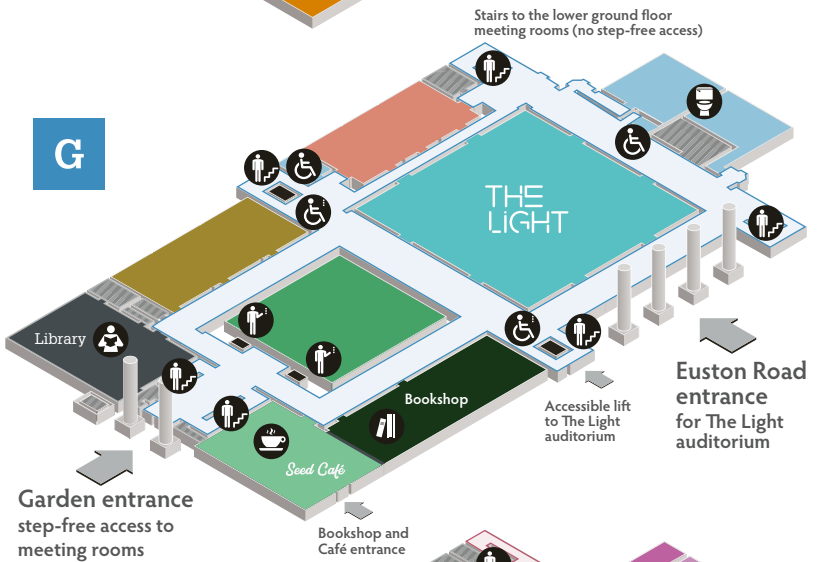 Stairs to the lower ground floor
meeting rooms (no step-free access)
G
THE
LiGHT
Library
Bookshop
Seed Café
Euston Road
entrance
for The Light
auditorium
Accessible lift
to The Light
auditorium
Garden entrance
step-free access to
meeting rooms
Bookshop and
Café entrance